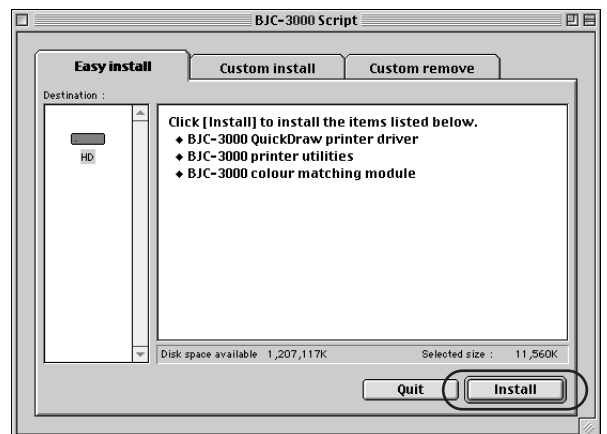 BJC-3000 Script
Easy install
Custom install
Custom remove
Destination :
HD
Click [Install] to install the items listed below.
◆ BJC-3000 QuickDraw printer driver
◆ BJC-3000 printer utilities
◆ BJC-3000 colour matching module
Disk space available 1,207,117K
Selected size : 11,560K
Quit
Install